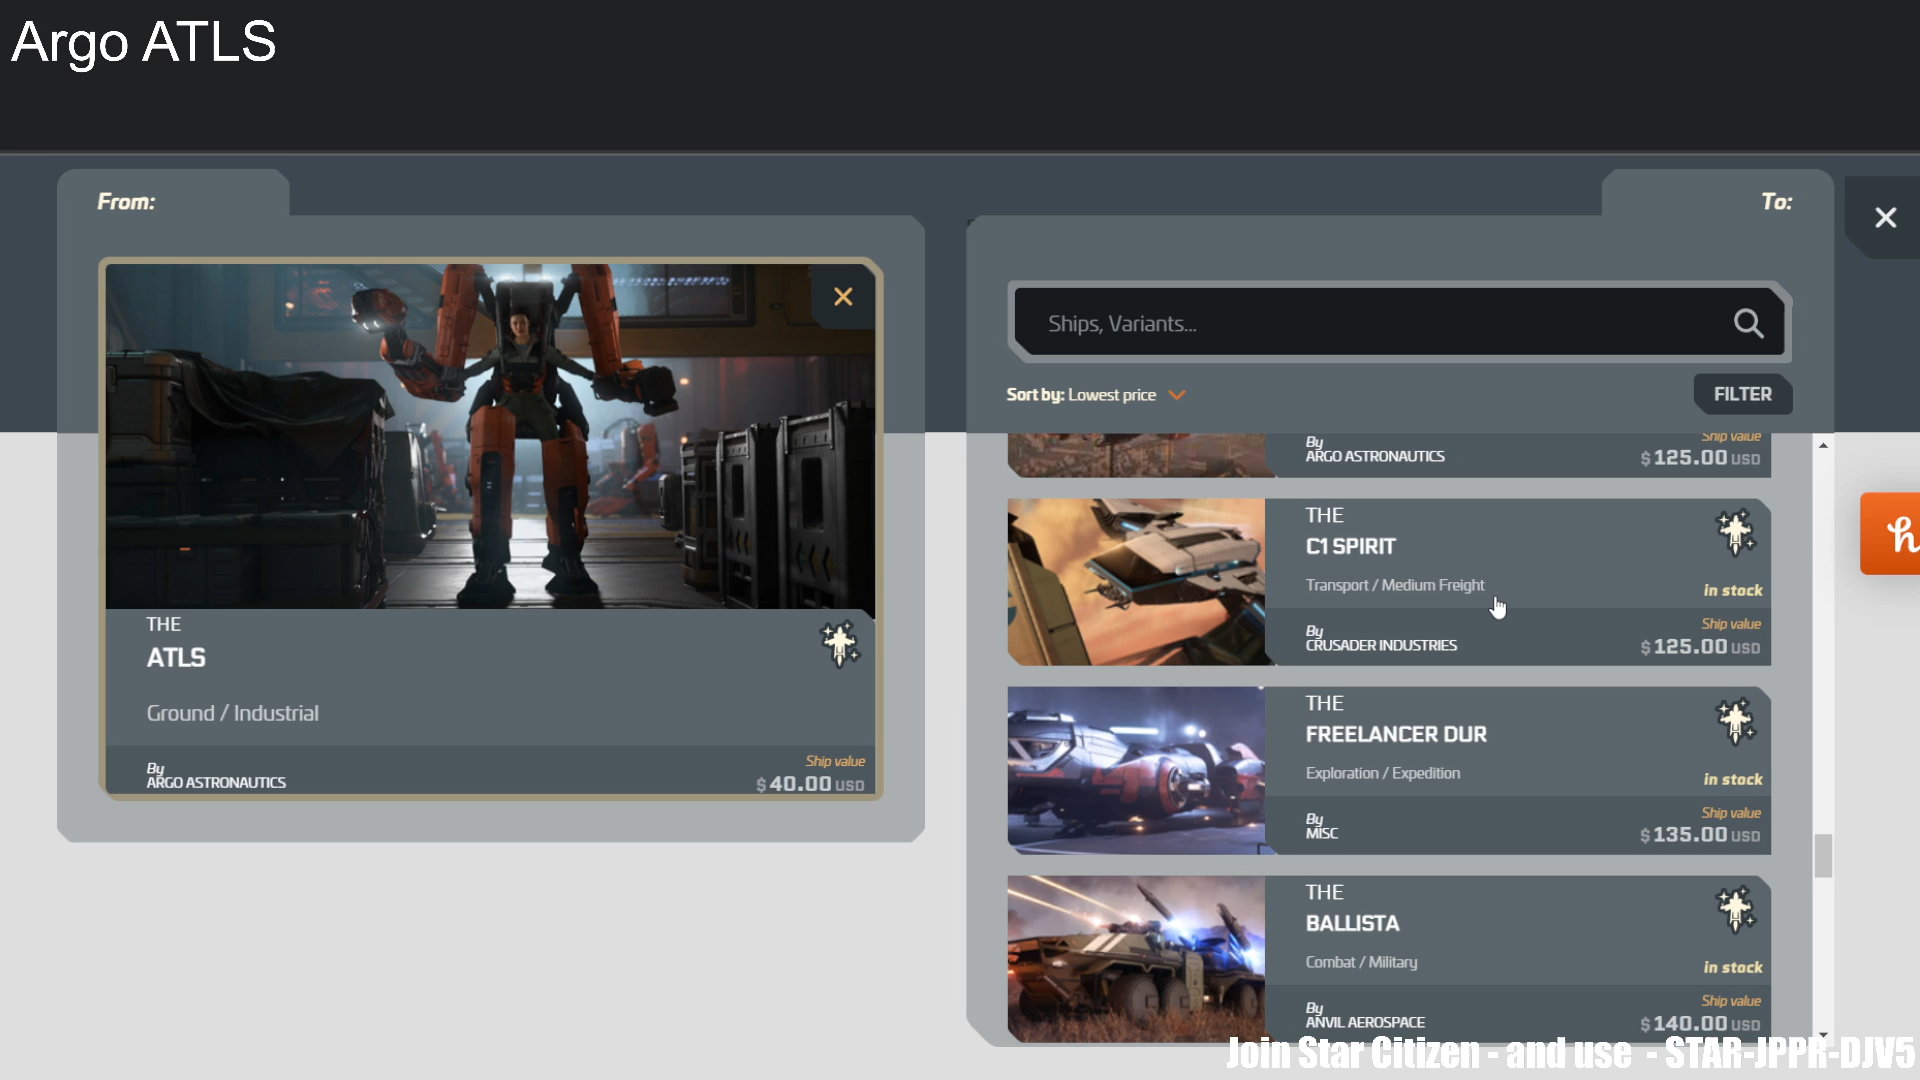 Argo ATLS
From:
To:
THE
ATLS
Ground / Industrial
By
ARGO ASTRONAUTICS
Ship value
$ 40.00 USD
Ships, Variants...
Sort by: Lowest price
FILTER
By
ARGO ASTRONAUTICS
Ship value
$ 125.00 USD
THE
C1 SPIRIT
Transport / Medium Freight
in stock
By
CRUSADER INDUSTRIES
Ship value
$ 125.00 USD
THE
FREELANCER DUR
Exploration / Expedition
in stock
By
MISC
Ship value
$ 135.00 USD
THE
BALLISTA
Combat / Military
in stock
By
ANVIL AEROSPACE
Ship value
$ 140.00 USD
Join Star Citizen - and use - STAR-JPPR-DJV5